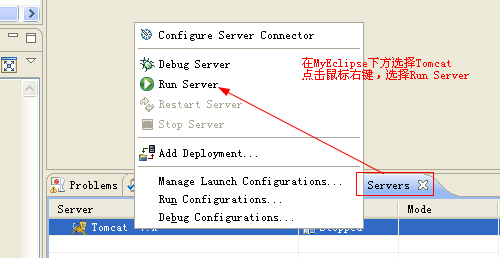 Configure Server Connector
Debug Server
在MyEclipse下方选择Tomcat
点击鼠标右键，选择Run Server
Run Server
Restart Server
Stop Server
Add Deployment...
Manage Launch Configurations...
Run Configurations...
Debug Configurations...
Problems
Servers
Server
Mode
Tomcat
Stopped